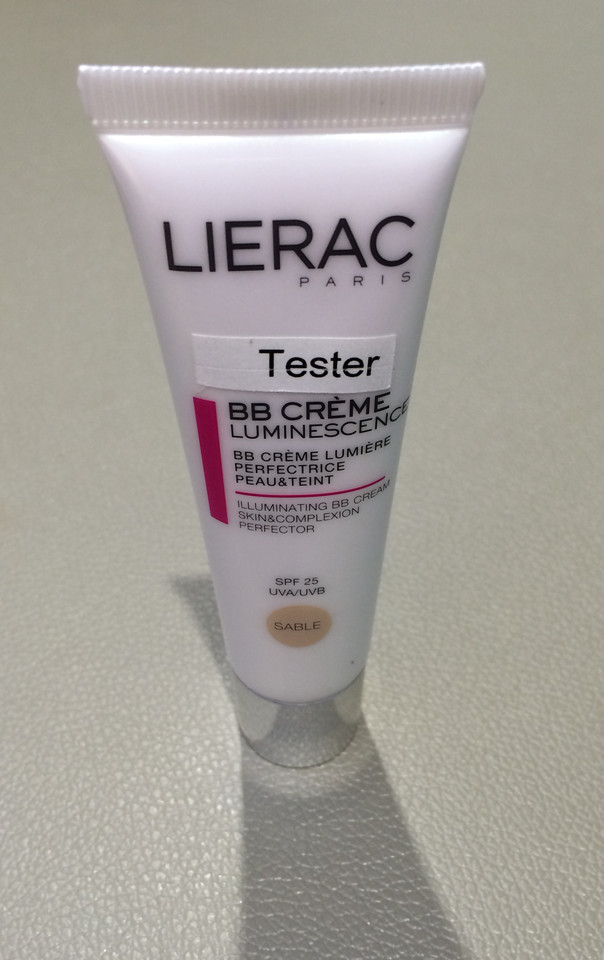 LIERAC
PARIS
Tester
BB CRÈME
LUMINESCENCE
BB CRÈME LUMIÈRE
PERFECTRICE
PEAU&TEINT
ILLUMINATING BB CREAM
SKIN&COMPLEXION
PERFECTOR
SPF 25
UVA/UVB
SABLE